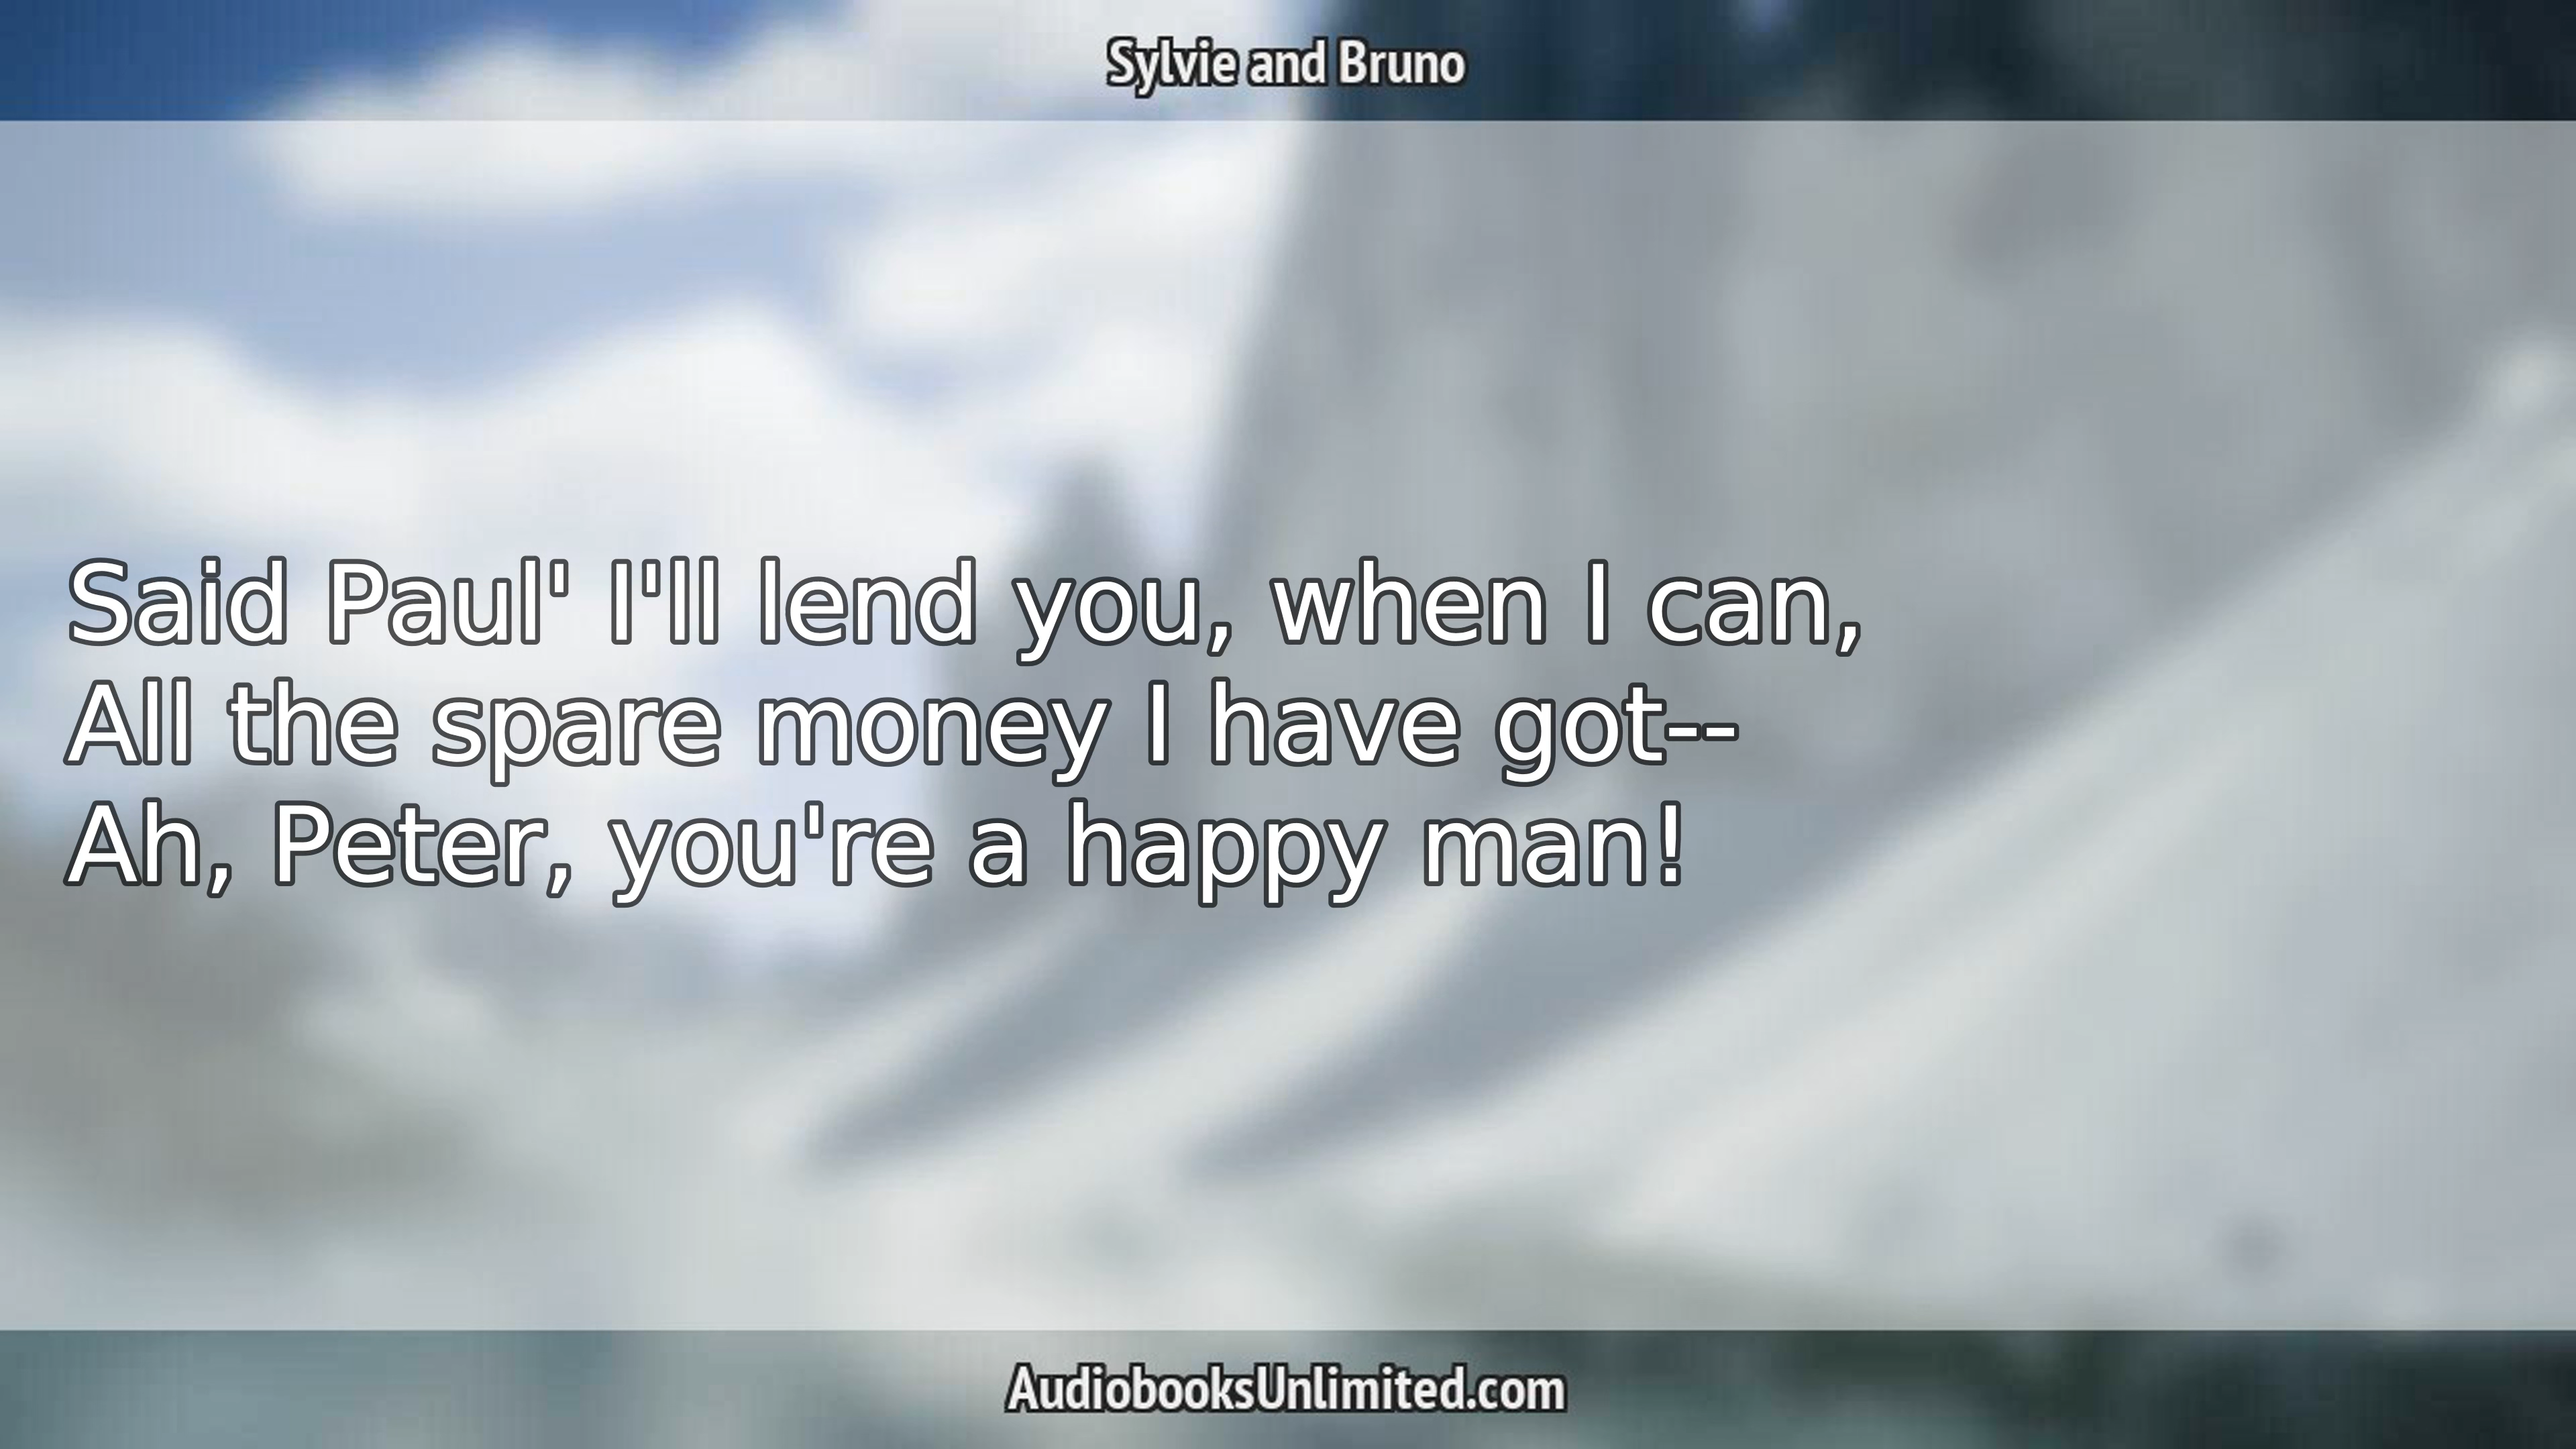 Sylvie and Bruno
Said Paul' I'll lend you, when I can,
All the spare money I have got--
Ah, Peter, you're a happy man!
AudiobooksUnlimited.com